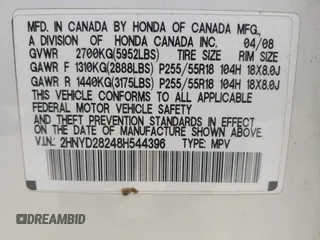 MFD. IN CANADA BY HONDA OF CANADA MFG.,
A DIVISION OF HONDA CANADA INC. 04/08
GVWR 2700KG(5952LBS) TIRE SIZE RIM SIZE
GAWR F 1310KG(2888LBS) P255/55R18 104H 18X8.0J
GAWR R 1440KG(3175LBS) P255/55R18 104H 18X8.0J
THIS VEHICLE CONFORMS TO ALL APPLICABLE
FEDERAL MOTOR VEHICLE SAFETY
AND THEFT PREVENTION STANDARDS IN EFFECT
ON THE DATE OF MANUFACTURE SHOWN ABOVE.
V.I.N: 2HNYD28248H544396 TYPE: MPV
DREAMBID